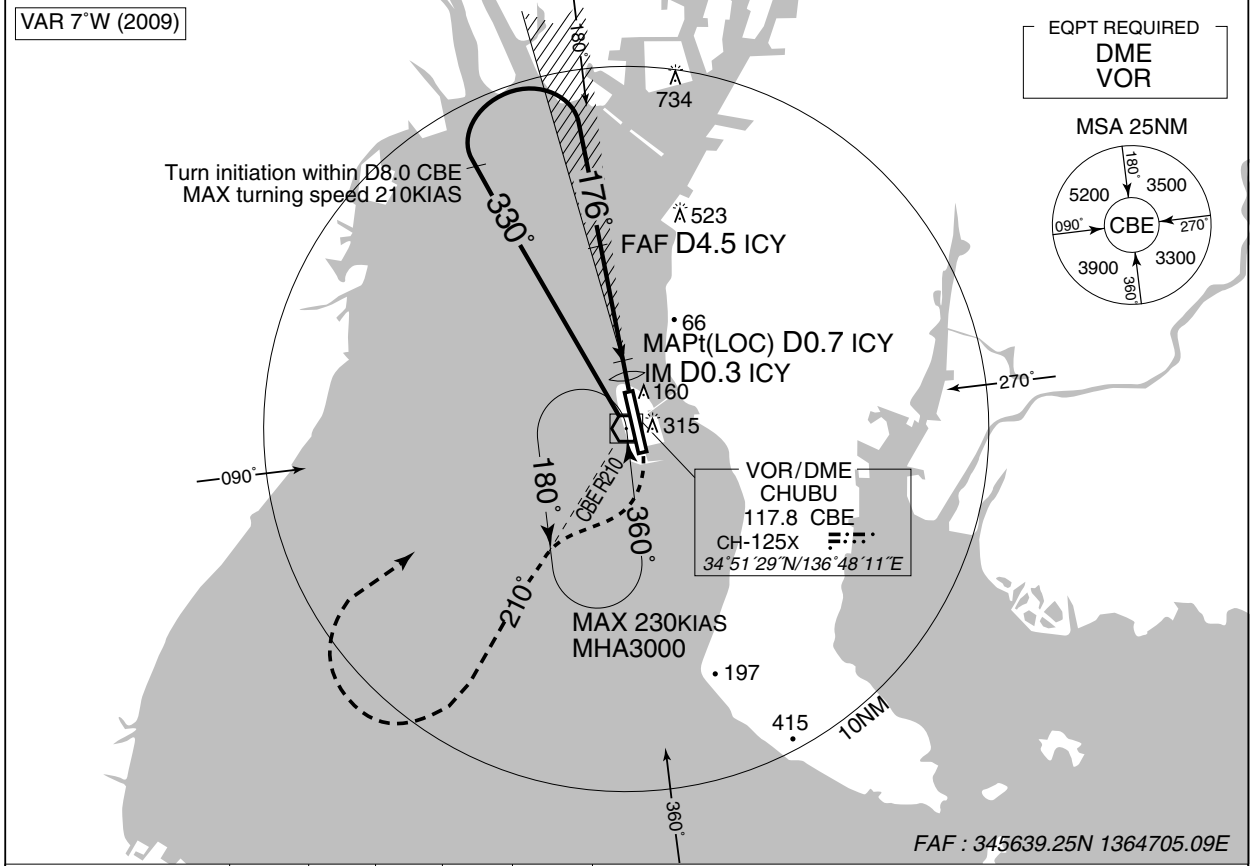 VAR 7°W (2009)
EQPT REQUIRED
DME
VOR
MSA 25NM
180°
5200
3500
090°
CBE
270°
3900
3300
360°
180°
734
Turn initiation within D8.0 CBE
MAX turning speed 210KIAS
330°
176°
523
FAF D4.5 ICY
66
MAPt(LOC) D0.7 ICY
IM D0.3 ICY
160
315
270°
090°
180°
CBE R210
360°
VOR/DME
CHUBU
117.8 CBE
CH-125X
34°51´29˝N/136°48´11˝E
210°
MAX 230KIAS
MHA3000
197
415
10NM
360°
FAF : 345639.25N 1364705.09E